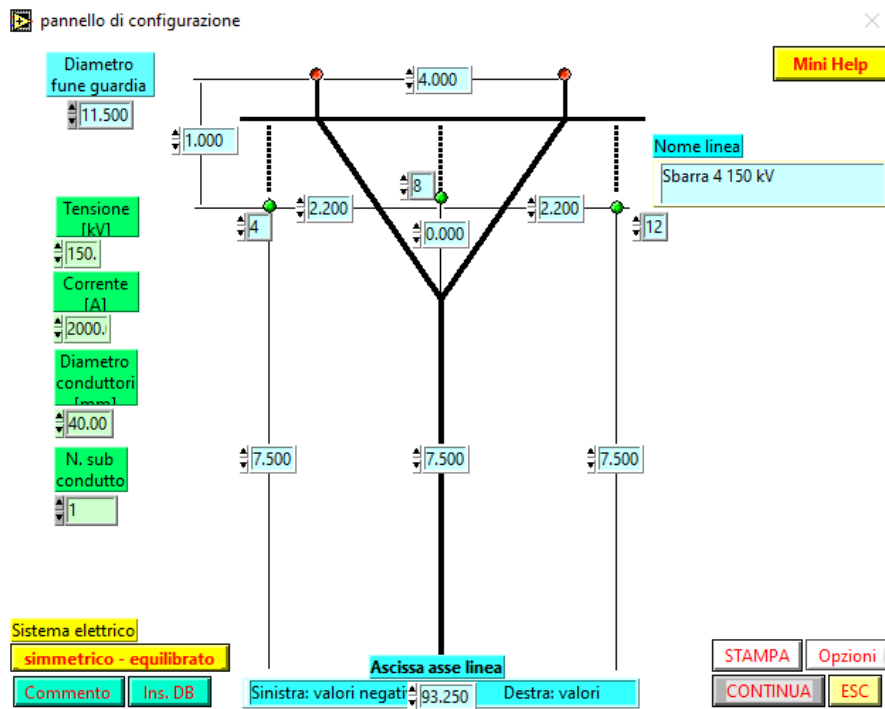 pannello di configurazione
Diametro
fune guardia
11.500
4.000
Mini Help
1.000
Nome linea
Sbarra 4 150 kV
8
Tensione
[kV]
150.
2.200
2.200
4
0.000
12
Corrente
[A]
2000.
Diametro
conduttori
[mm]
40.00
N. sub
condutto
1
7.500
7.500
7.500
Sistema elettrico
simmetrico - equilibrato
Ascissa asse linea
STAMPA
Opzioni
Commento
Ins. DB
Sinistra: valori negati
93.250
Destra: valori
CONTINUA
ESC